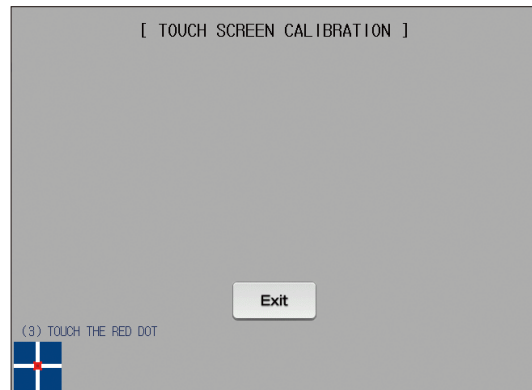 [ TOUCH SCREEN CALIBRATION ]
Exit
(3) TOUCH THE RED DOT